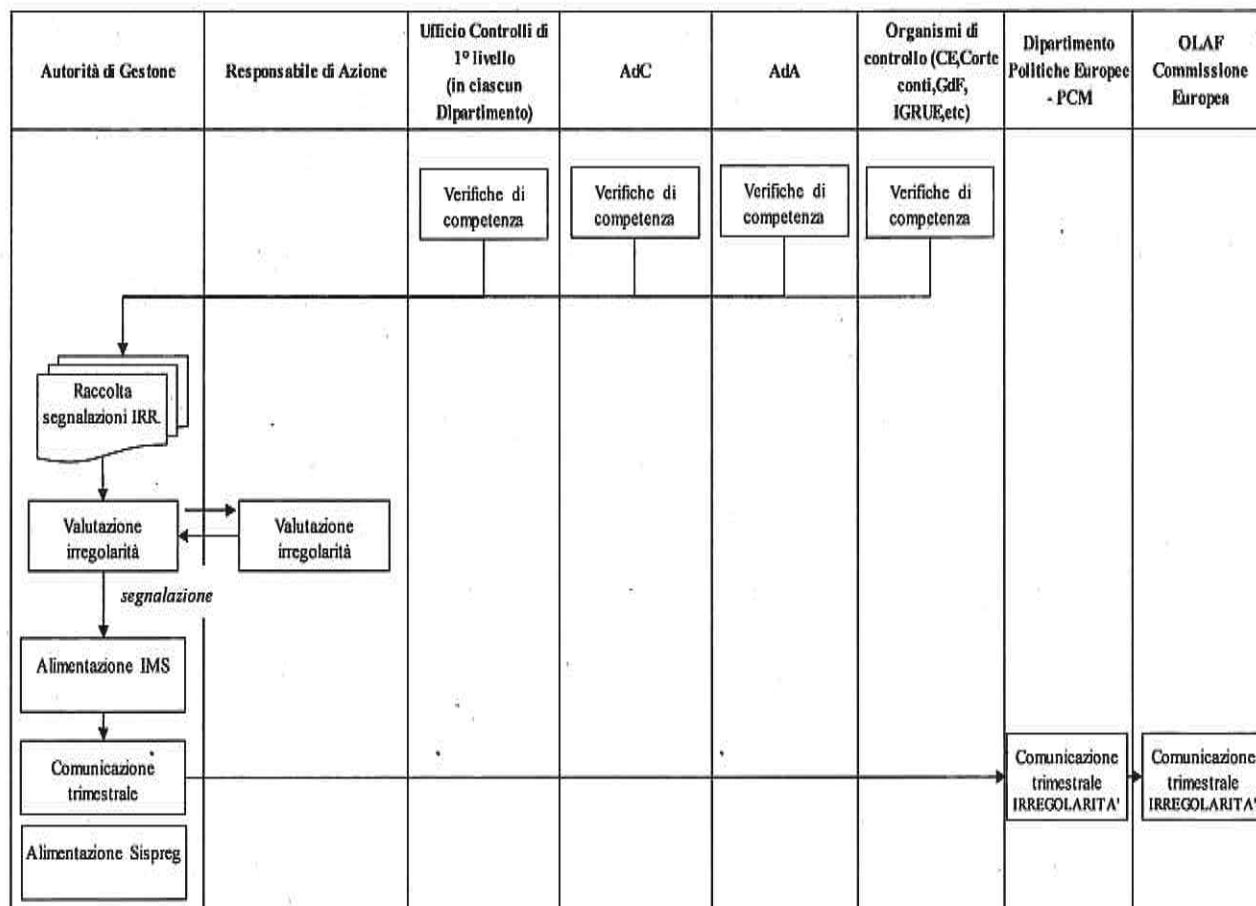 Autorità di Gestone
Responsabile di Azione
Ufficio Controlli di
1° livello
(in ciascun
Dipartimento)
AdC
AdA
Organismi di
controllo (CE,Corte
conti,GdF,
IGRUE,etc)
Dipartimento
Politiche Europee
- PCM
OLAF
Commissione
Europea
Verifiche di
competenza
Verifiche di
competenza
Verifiche di
competenza
Verifiche di
competenza
Raccolta
segnalazioni IRR.
Valutazione
irregolarità
Valutazione
irregolarità
segnalazione
Alimentazione IMS
Comunicazione
trimestrale
Comunicazione
trimestrale
IRREGOLARITA'
Comunicazione
trimestrale
IRREGOLARITA'
Alimentazione Sispreg